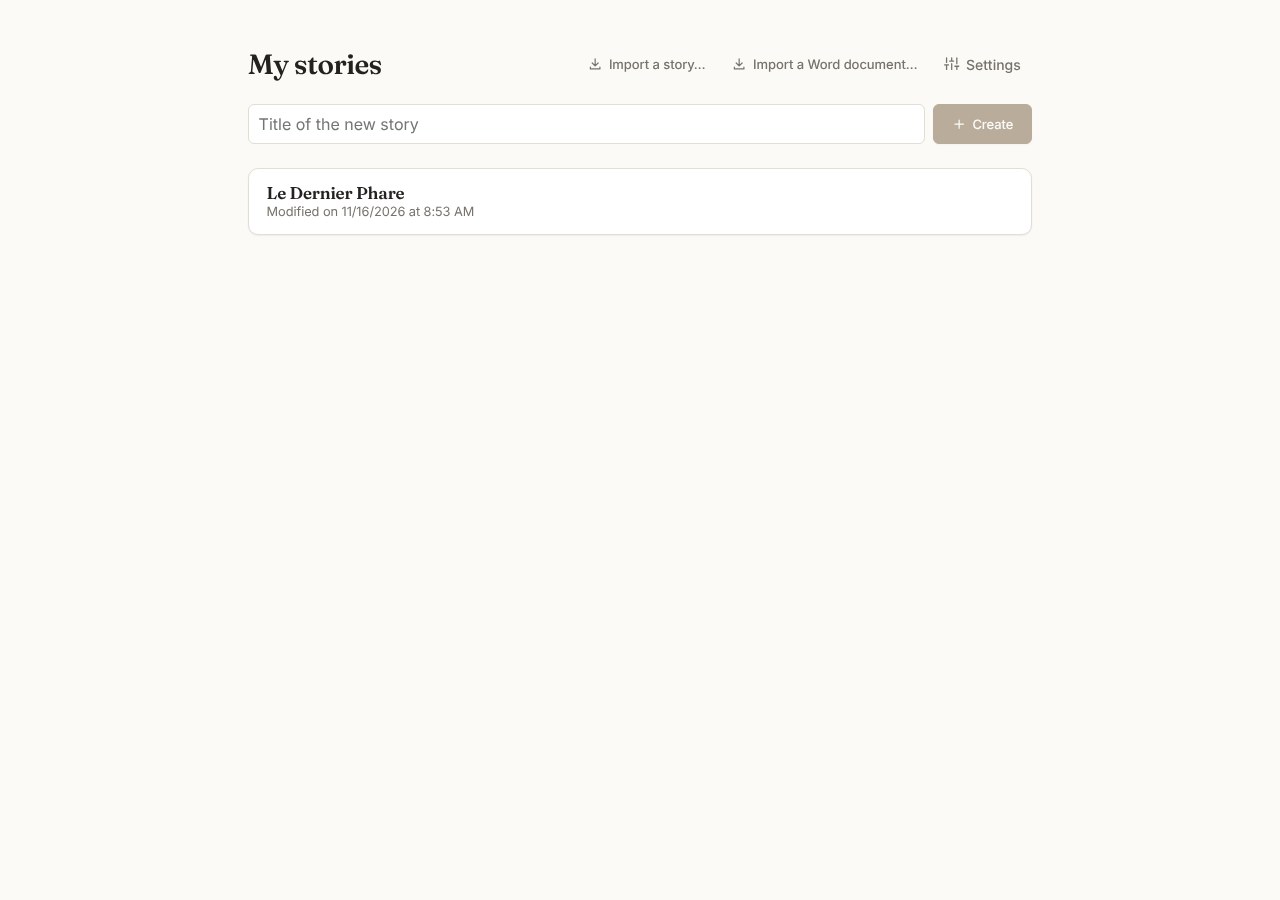 My stories
Import a story...
Import a Word document...
Settings
Title of the new story
Create
Le Dernier Phare
Modified on 11/16/2026 at 8:53 AM